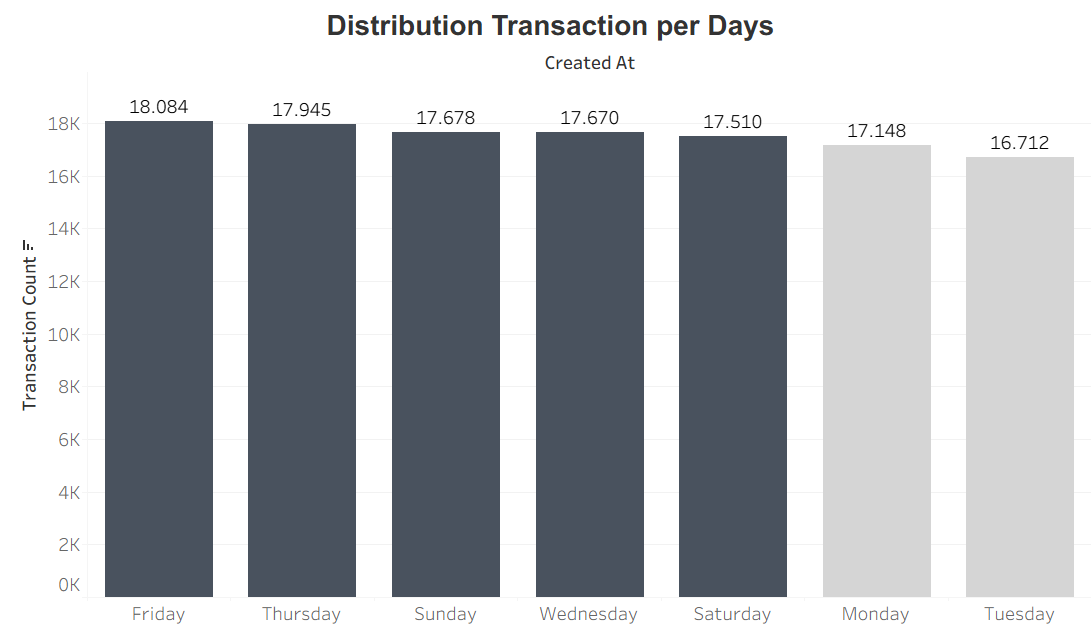 Distribution Transaction per Days
Created At
Transaction Count
18K
16K
14K
12K
10K
8K
6K
4K
2K
0K
18.084
17.945
17.678
17.670
17.510
17.148
16.712
Friday
Thursday
Sunday
Wednesday
Saturday
Monday
Tuesday